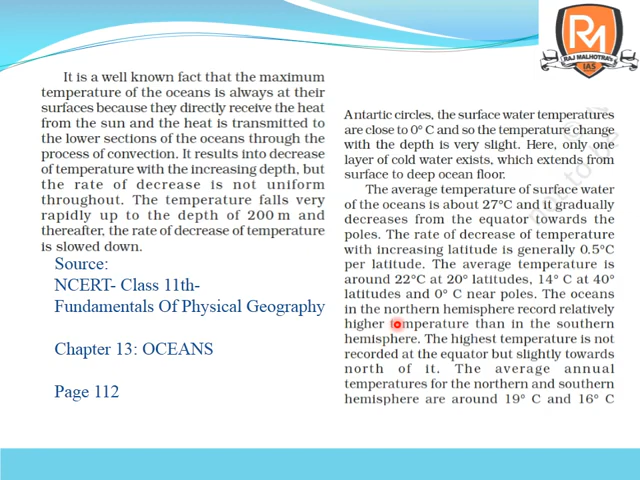 RM
RAJ MALHOTRA'S
IAS
It is a well known fact that the maximum
temperature of the oceans is always at their
surfaces because they directly receive the heat
from the sun and the heat is transmitted to
the lower sections of the oceans through the
process of convection. It results into decrease
of temperature with the increasing depth, but
the rate of decrease is not uniform
throughout. The temperature falls very
rapidly up to the depth of 200 m and
thereafter, the rate of decrease of temperature
is slowed down.
Source:
NCERT- Class 11th-
Fundamentals Of Physical Geography
Chapter 13: OCEANS
Page 112
Antartic circles, the surface water temperatures
are close to 0° C and so the temperature change
with the depth is very slight. Here, only one
layer of cold water exists, which extends from
surface to deep ocean floor.
The average temperature of surface water
of the oceans is about 27°C and it gradually
decreases from the equator towards the
poles. The rate of decrease of temperature
with increasing latitude is generally 0.5°C
per latitude. The average temperature is
around 22°C at 20° latitudes, 14° C at 40°
latitudes and 0° C near poles. The oceans
in the northern hemisphere record relatively
higher temperature than in the southern
hemisphere. The highest temperature is not
recorded at the equator but slightly towards
north of it. The average annual
temperatures for the northern and southern
hemisphere are around 19° C and 16° C